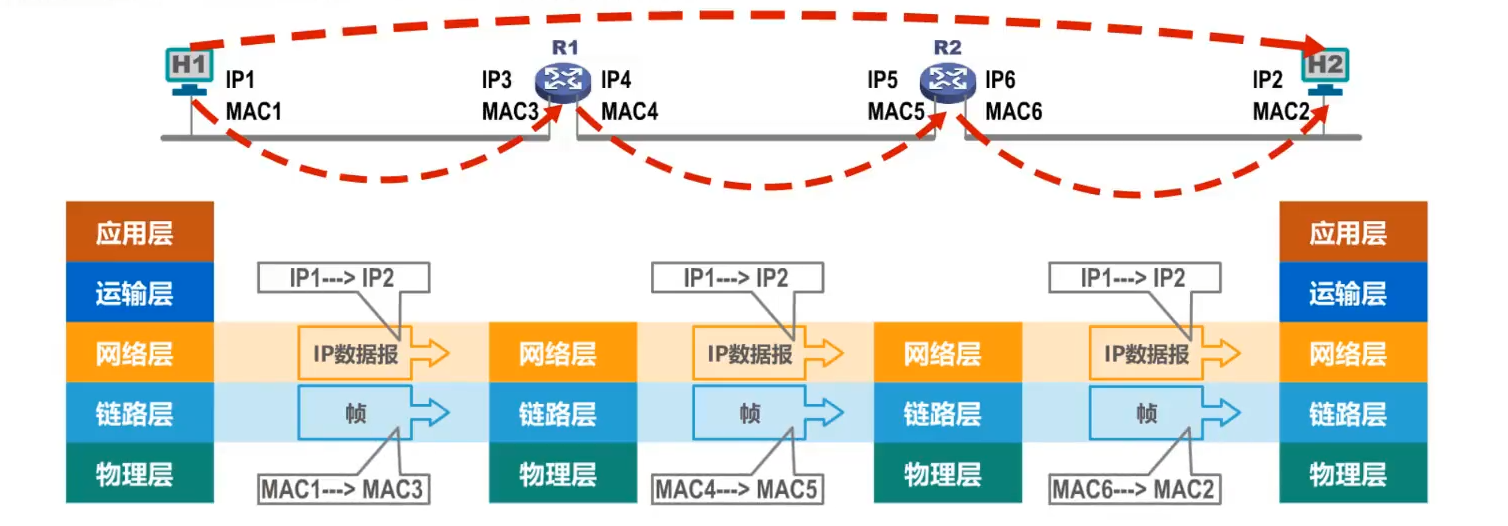 H1
R1
R2
H2
IP1
MAC1
IP3
MAC3
IP4
MAC4
IP5
MAC5
IP6
MAC6
IP2
MAC2
应用层
应用层
运输层
IP1---> IP2
IP1---> IP2
IP1---> IP2
运输层
网络层
IP数据报
网络层
IP数据报
网络层
IP数据报
网络层
链路层
帧
链路层
帧
链路层
帧
链路层
物理层
MAC1---> MAC3
物理层
MAC4---> MAC5
物理层
MAC6---> MAC2
物理层